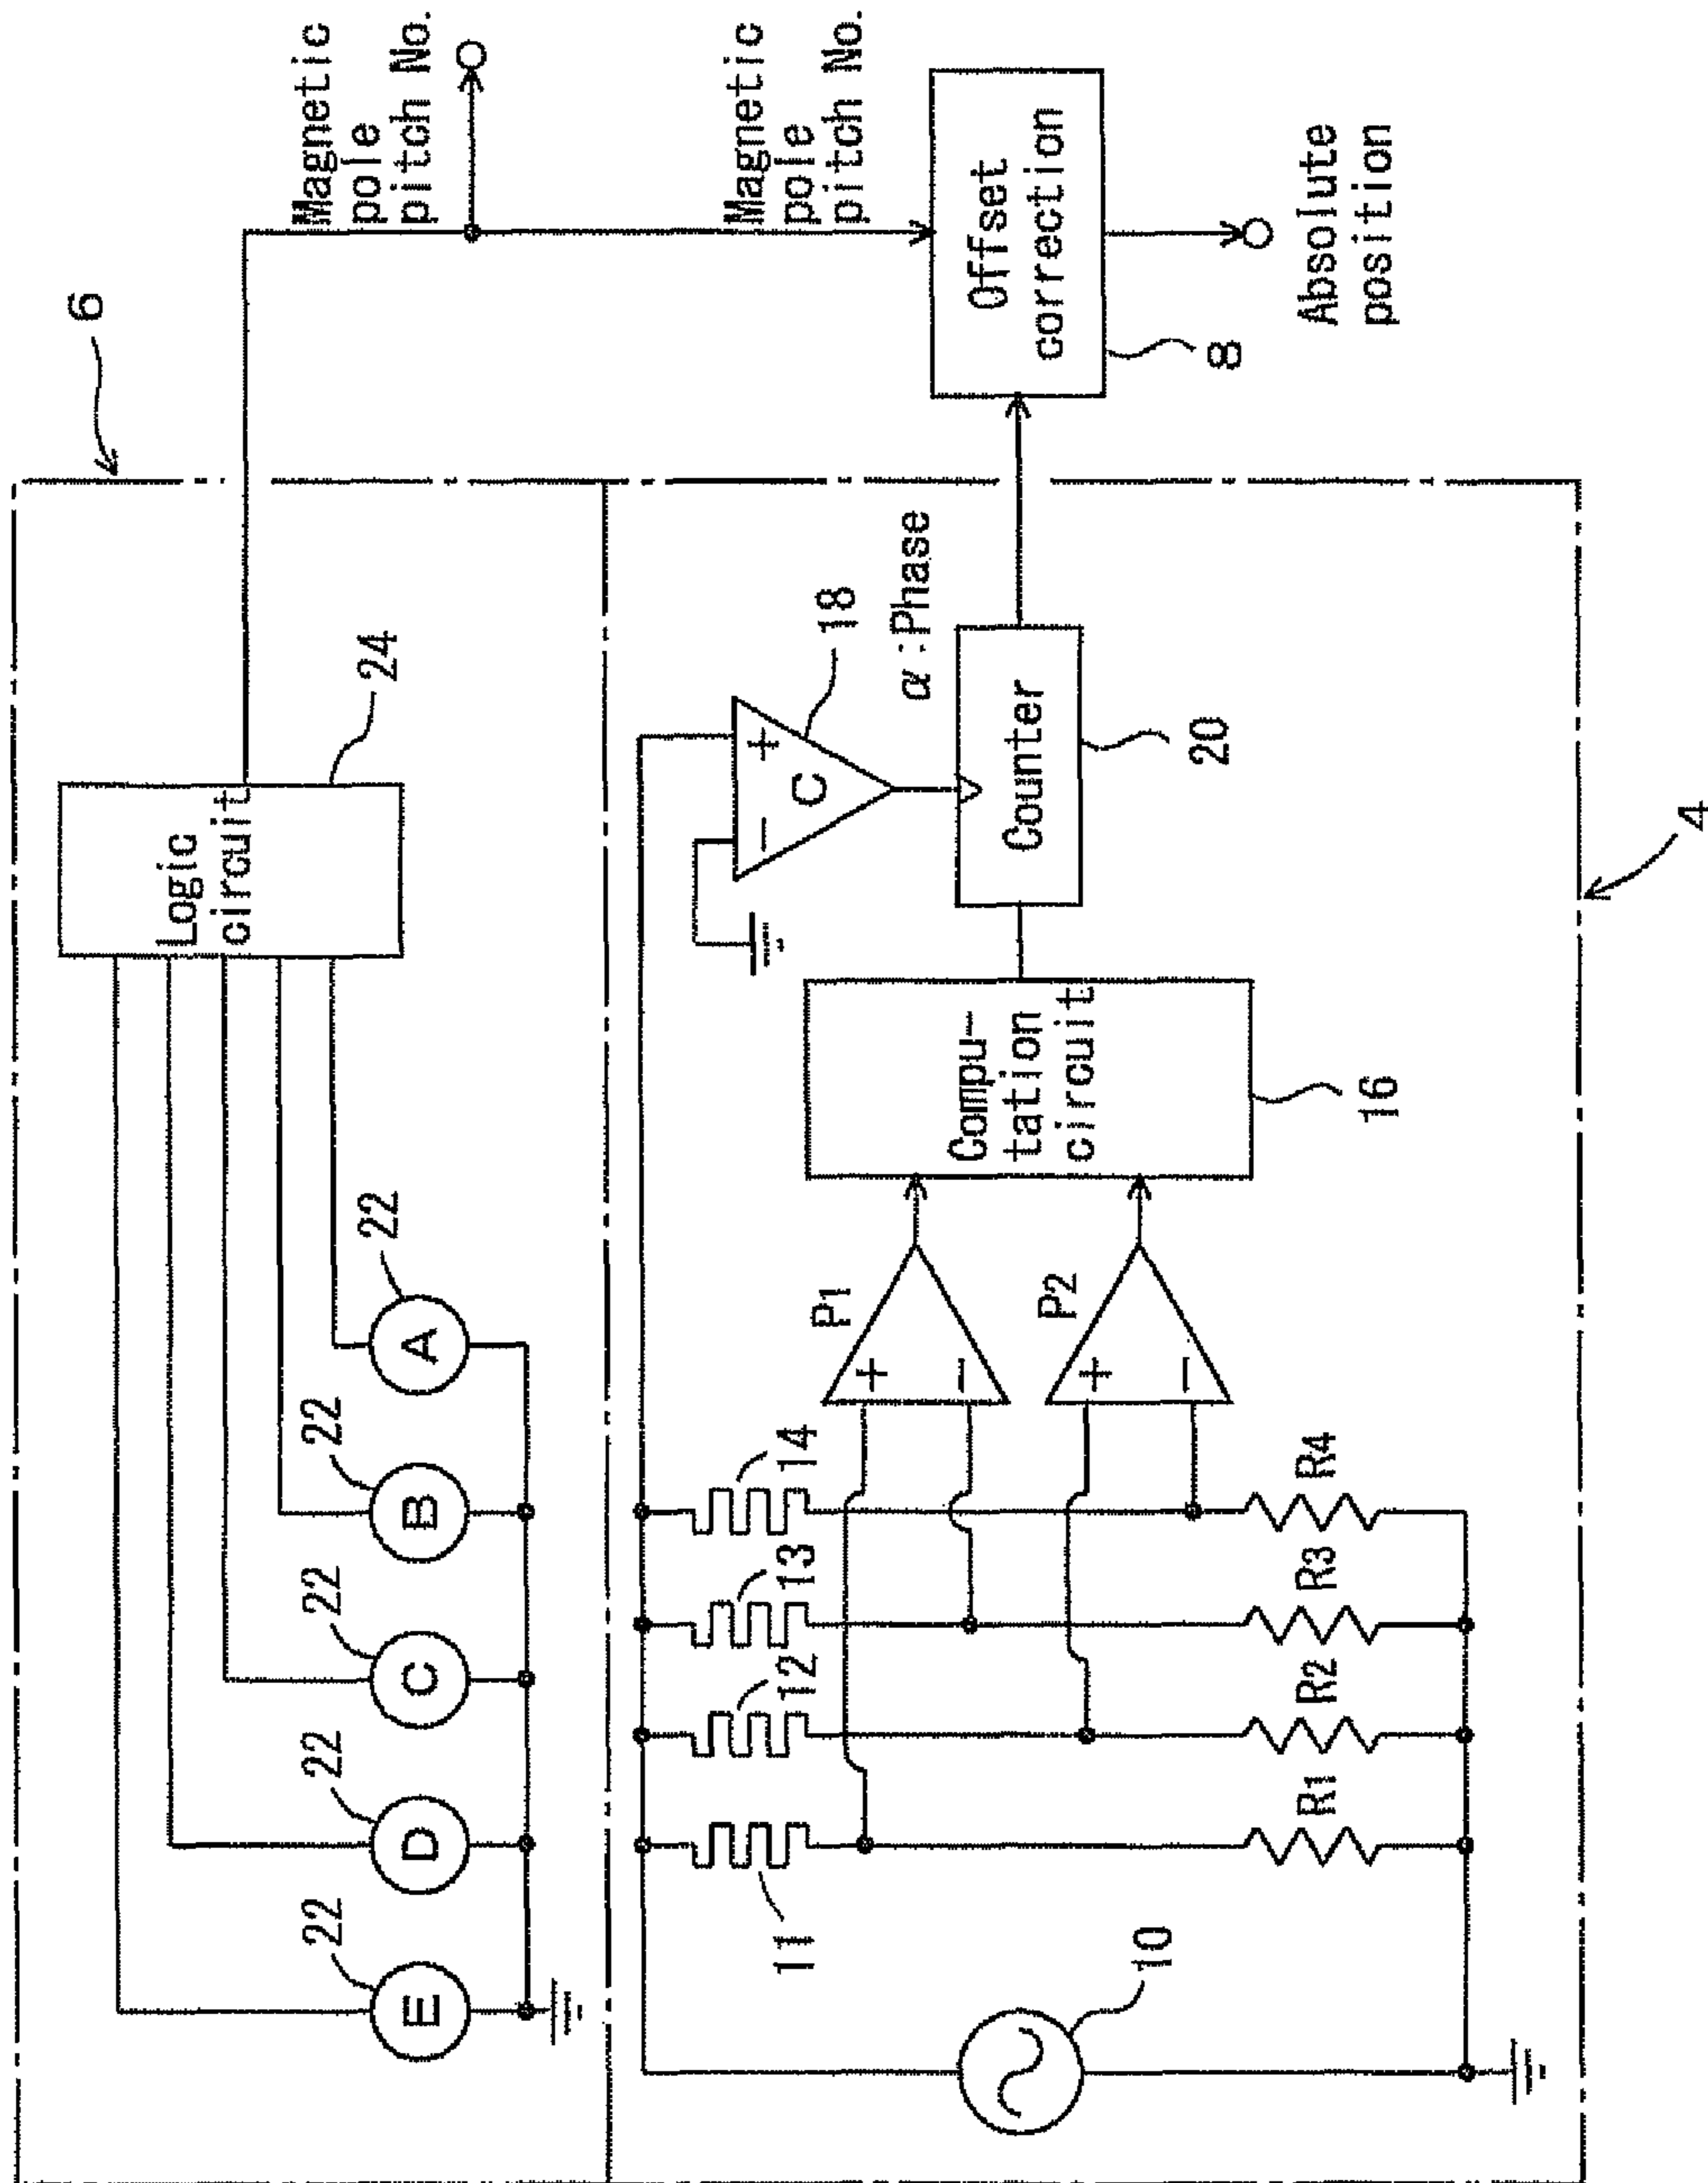 6
Magnetic
pole
pitch No.
Logic
circuit
24
22
22
22
22
22
E
D
C
B
A
Magnetic
pole
pitch No.
Offset
correction
8
Absolute
position
+
−
C
18
α:Phase
Counter
20
Compu-
tation
circuit
16
P1
+
−
P2
+
−
11
12
13
14
R1
R2
R3
R4
10
4